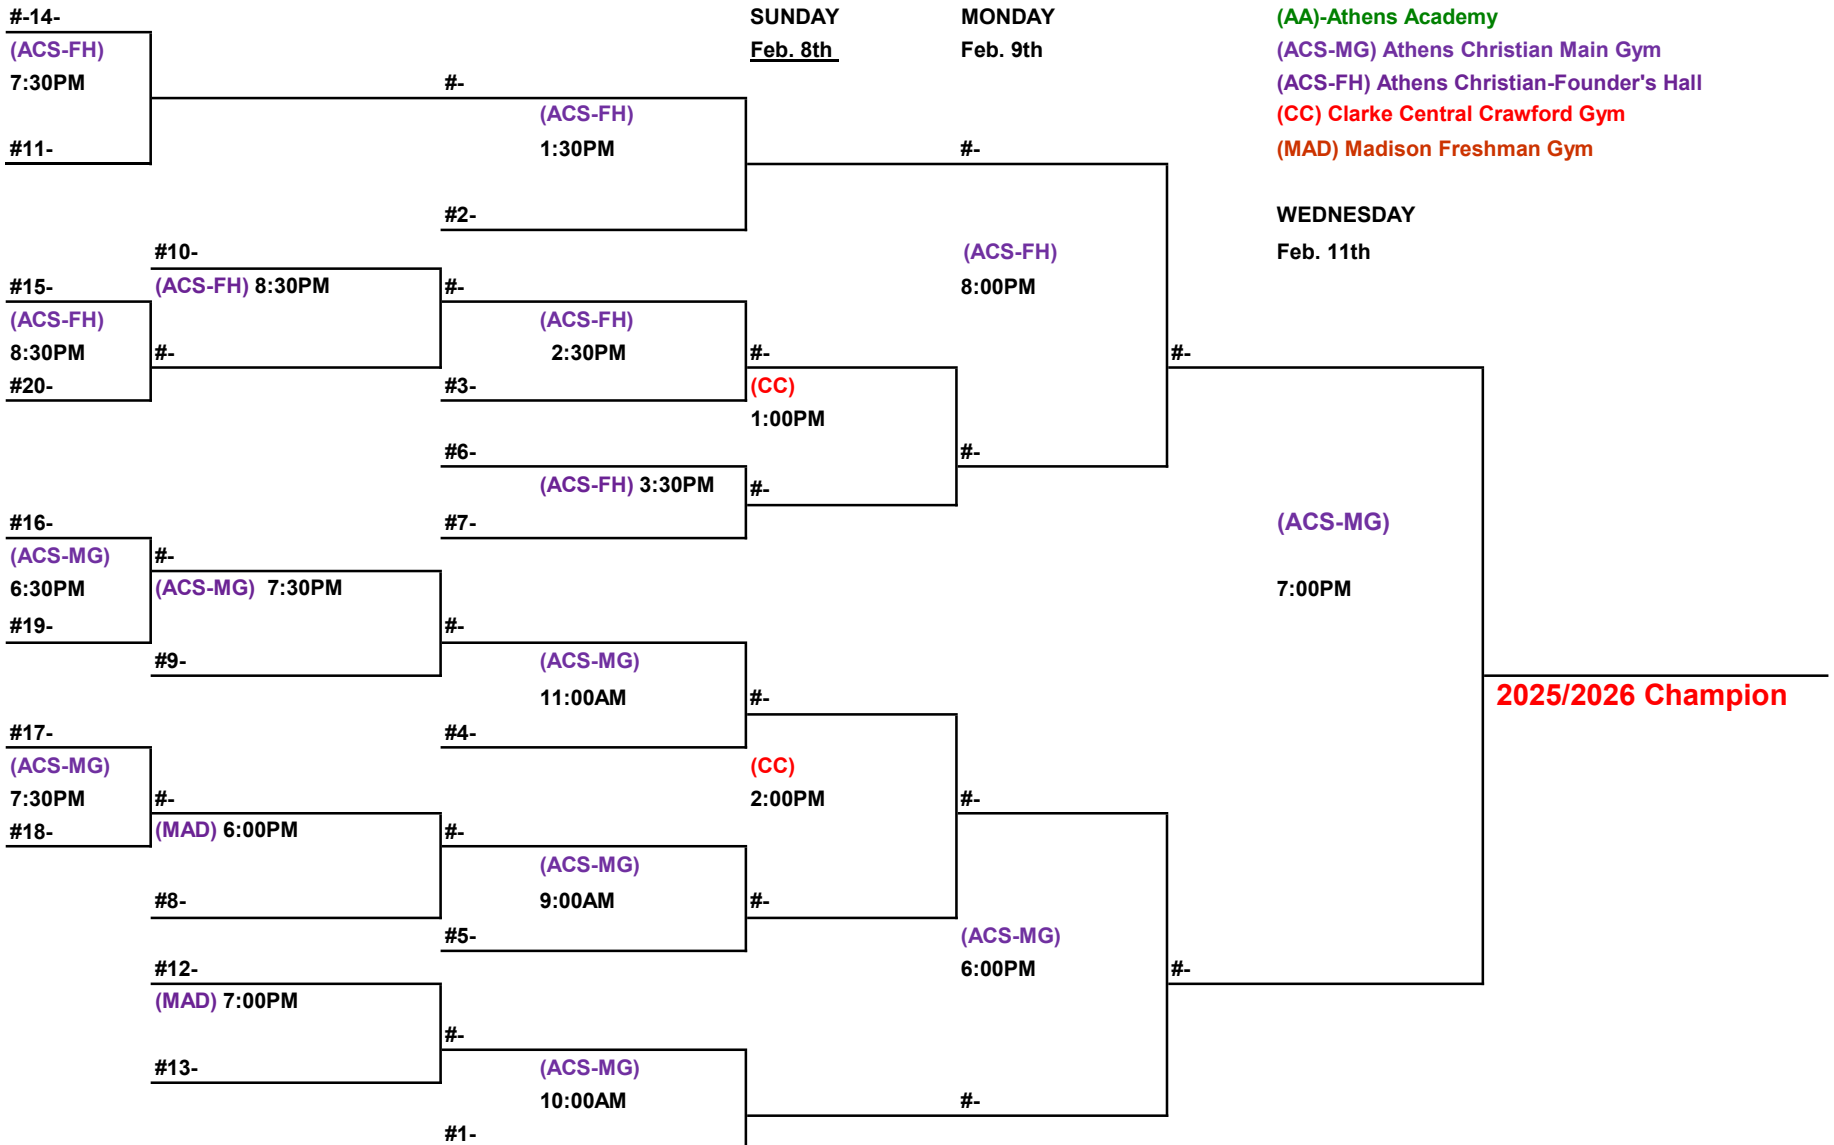 #-14- SUNDAY MONDAY (AA)-Athens Academy
(ACS-FH) Feb. 8th Feb. 9th (ACS-MG) Athens Christian Main Gym
7:30PM #- (ACS-FH) Athens Christian-Founder's Hall
(ACS-FH) (CC) Clarke Central Crawford Gym
#11- 1:30PM #- (MAD) Madison Freshman Gym
#2- WEDNESDAY
#10- (ACS-FH) Feb. 11th
#15- (ACS-FH) 8:30PM #- 8:00PM
(ACS-FH) (ACS-FH)
8:30PM #- 2:30PM #- #-
#20- #3- (CC)
1:00PM
#6- #-
(ACS-FH) 3:30PM #-
#16- #7- (ACS-MG)
(ACS-MG) #-
6:30PM (ACS-MG) 7:30PM 7:00PM
#19- #-
#9- (ACS-MG)
11:00AM #- 2025/2026 Champion
#17- #4-
(ACS-MG) (CC)
7:30PM #- 2:00PM #-
#18- (MAD) 6:00PM #-
(ACS-MG)
#8- 9:00AM #-
#5- (ACS-MG)
#12- 6:00PM #-
(MAD) 7:00PM
#-
#13- (ACS-MG)
10:00AM #-
#1-